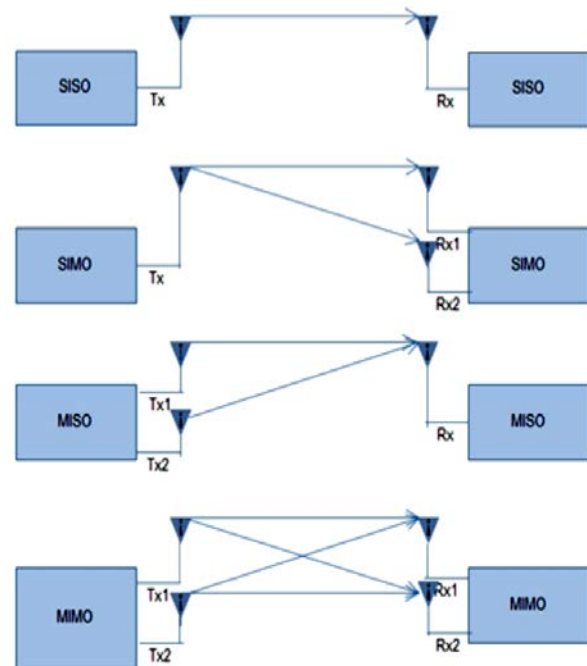 SISO
Tx
Rx
SISO
SIMO
Tx
Rx1
Rx2
SIMO
MISO
Tx1
Tx2
Rx
MISO
MIMO
Tx1
Tx2
Rx1
Rx2
MIMO